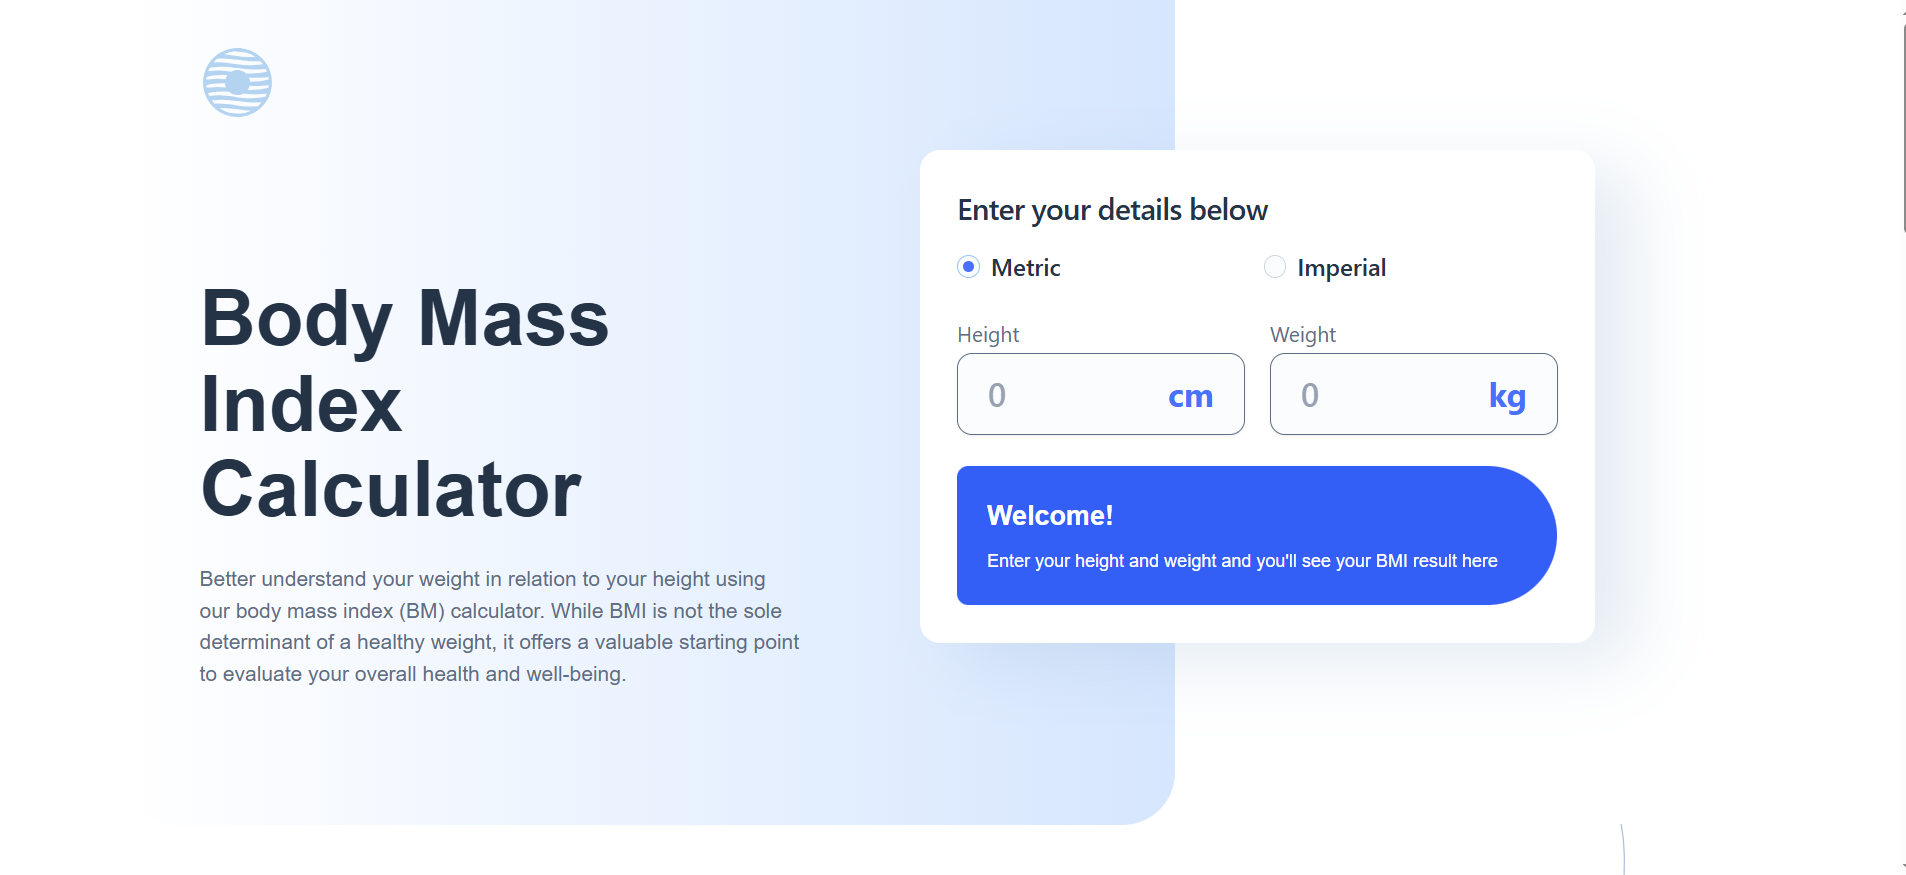 Body Mass
Index
Calculator
Better understand your weight in relation to your height using
our body mass index (BM) calculator. While BMI is not the sole
determinant of a healthy weight, it offers a valuable starting point
to evaluate your overall health and well-being.
Enter your details below
Metric Imperial
Height Weight
0 cm 0 kg
Welcome!
Enter your height and weight and you'll see your BMI result here